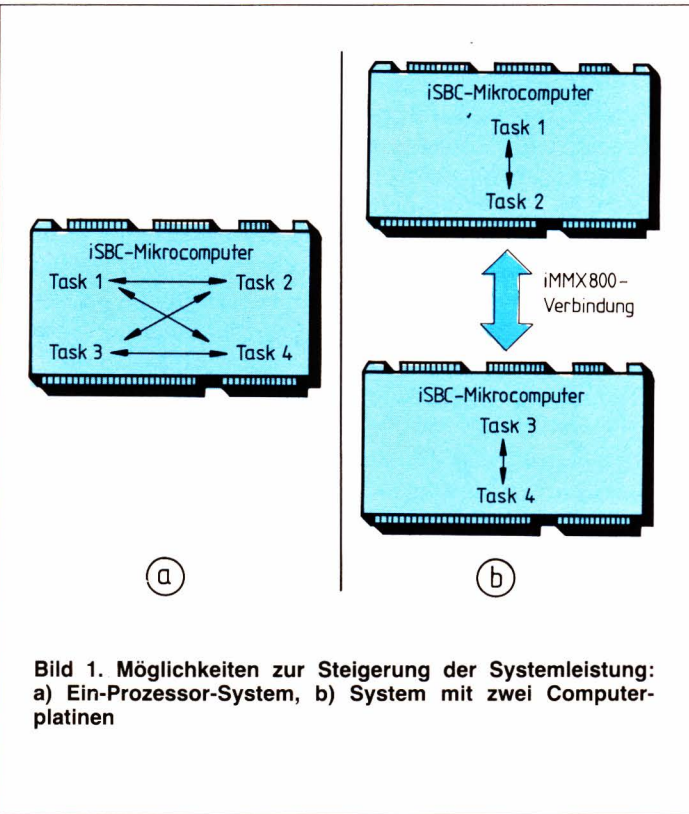 iSBC-Mikrocomputer
Task 1 Task 2
Task 3 Task 4
a
iSBC-Mikrocomputer
Task 1
Task 2
iMMX800-
Verbindung
iSBC-Mikrocomputer
Task 3
Task 4
b
Bild 1. Möglichkeiten zur Steigerung der Systemleistung:
a) Ein-Prozessor-System, b) System mit zwei Computer-
platinen